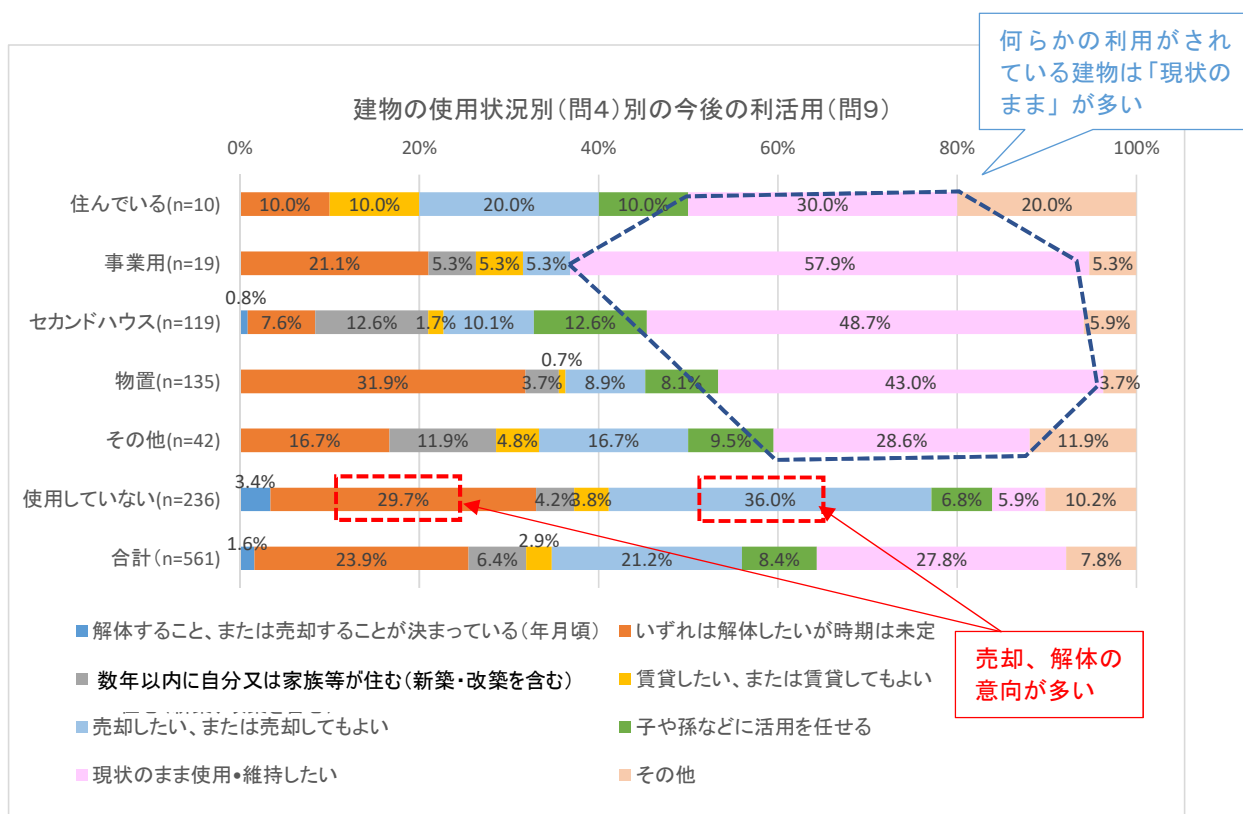 何らかの利用がされ
ている建物は「現状の
まま」が多い
建物の使用状況別(問4)別の今後の利活用(問9)
0% 20% 40% 60% 80% 100%
住んでいる(n=10) 10.0% 10.0% 20.0% 10.0% 30.0% 20.0%
事業用(n=19) 21.1% 5.3% 5.3% 5.3% 57.9% 5.3%
0.8%
セカンドハウス(n=119) 7.6% 12.6% 1.7% 10.1% 12.6% 48.7% 5.9%
0.7%
物置(n=135) 31.9% 3.7% 8.9% 8.1% 43.0% 3.7%
その他(n=42) 16.7% 11.9% 4.8% 16.7% 9.5% 28.6% 11.9%
3.4%
使用していない(n=236) 29.7% 4.2% 3.8% 36.0% 6.8% 5.9% 10.2%
1.6% 2.9%
合計(n=561) 23.9% 6.4% 21.2% 8.4% 27.8% 7.8%
解体すること、または売却することが決まっている(年月頃) いずれは解体したいが時期は未定
数年以内に自分又は家族等が住む(新築・改築を含む) 賃貸したい、または賃貸してもよい
売却したい、または売却してもよい 子や孫などに活用を任せる
現状のまま使用・維持したい その他
売却、解体の
意向が多い